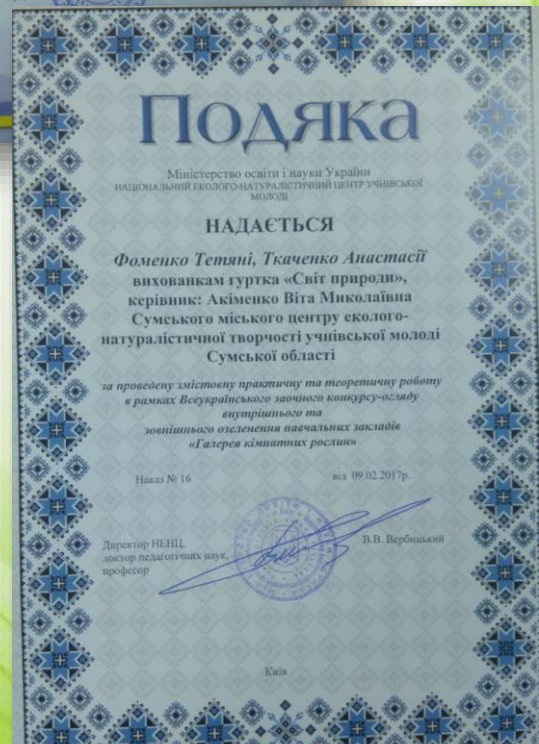 Подяка
Міністерство освіти і науки України
НАЦІОНАЛЬНИЙ ЕКОЛОГО-НАТУРАЛІСТИЧНИЙ ЦЕНТР УЧНІВСЬКОЇ
МОЛОДІ
НАДАЄТЬСЯ
Фоменко Тетяні, Ткаченко Анастасії
вихованкам гуртка «Світ природи»,
керівник: Акіменко Віта Миколаївна
Сумського міського центру еколого-
натуралістичної творчості учнівської молоді
Сумської області
за проведену змістовну практичну та теоретичну роботу
в рамках Всеукраїнського заочного конкурсу-огляду
внутрішнього та
зовнішнього озеленення навчальних закладів
«Галерея кімнатних рослин»
Наказ № 16 від 09.02.2017р.
Директор НЕНЦ,
доктор педагогічних наук,
професор
В.В. Вербицький
Київ